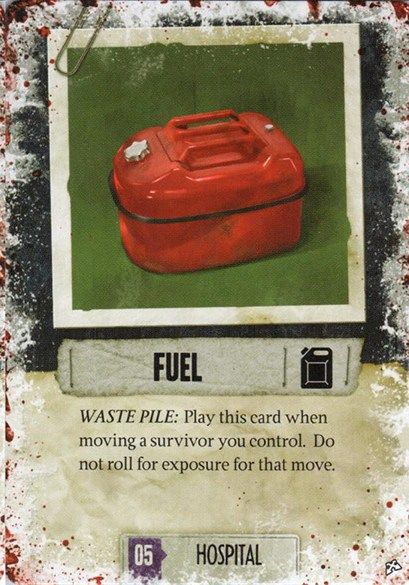 FUEL
WASTE PILE: Play this card when
moving a survivor you control. Do
not roll for exposure for that move.
05 HOSPITAL